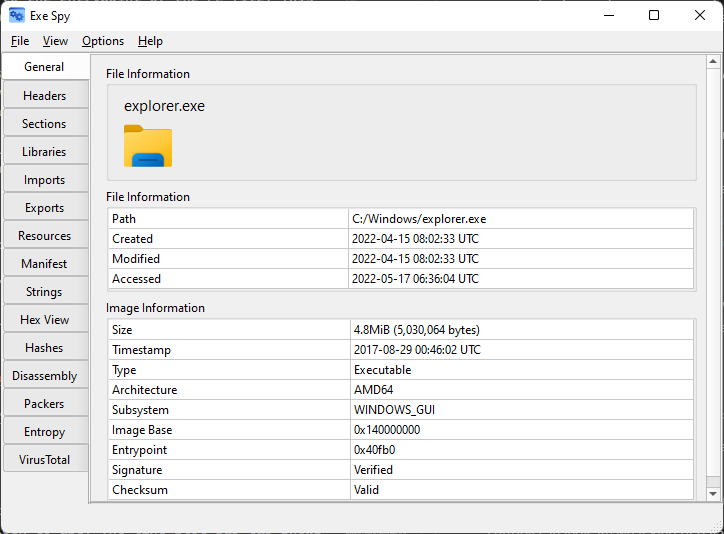 Exe Spy
File View Options Help
General
Headers
Sections
Libraries
Imports
Exports
Resources
Manifest
Strings
Hex View
Hashes
Disassembly
Packers
Entropy
VirusTotal
File Information
explorer.exe
File Information
Path C:/Windows/explorer.exe
Created 2022-04-15 08:02:33 UTC
Modified 2022-04-15 08:02:33 UTC
Accessed 2022-05-17 06:36:04 UTC
Image Information
Size 4.8MiB (5,030,064 bytes)
Timestamp 2017-08-29 00:46:02 UTC
Type Executable
Architecture AMD64
Subsystem WINDOWS_GUI
Image Base 0x140000000
Entrypoint 0x40fb0
Signature Verified
Checksum Valid